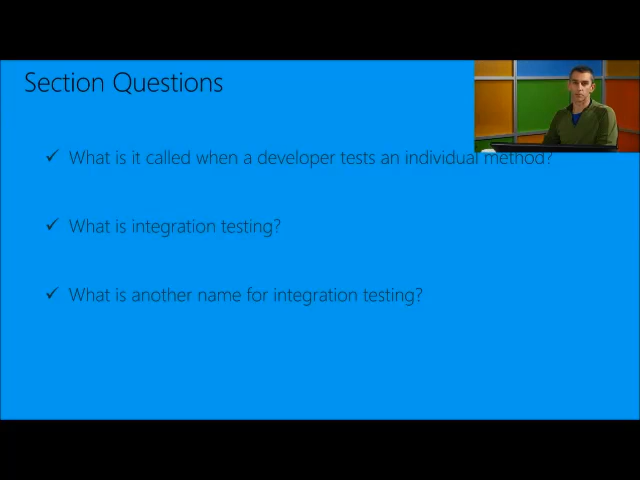 Section Questions
✓ What is it called when a developer tests an individual method?
✓ What is integration testing?
✓ What is another name for integration testing?